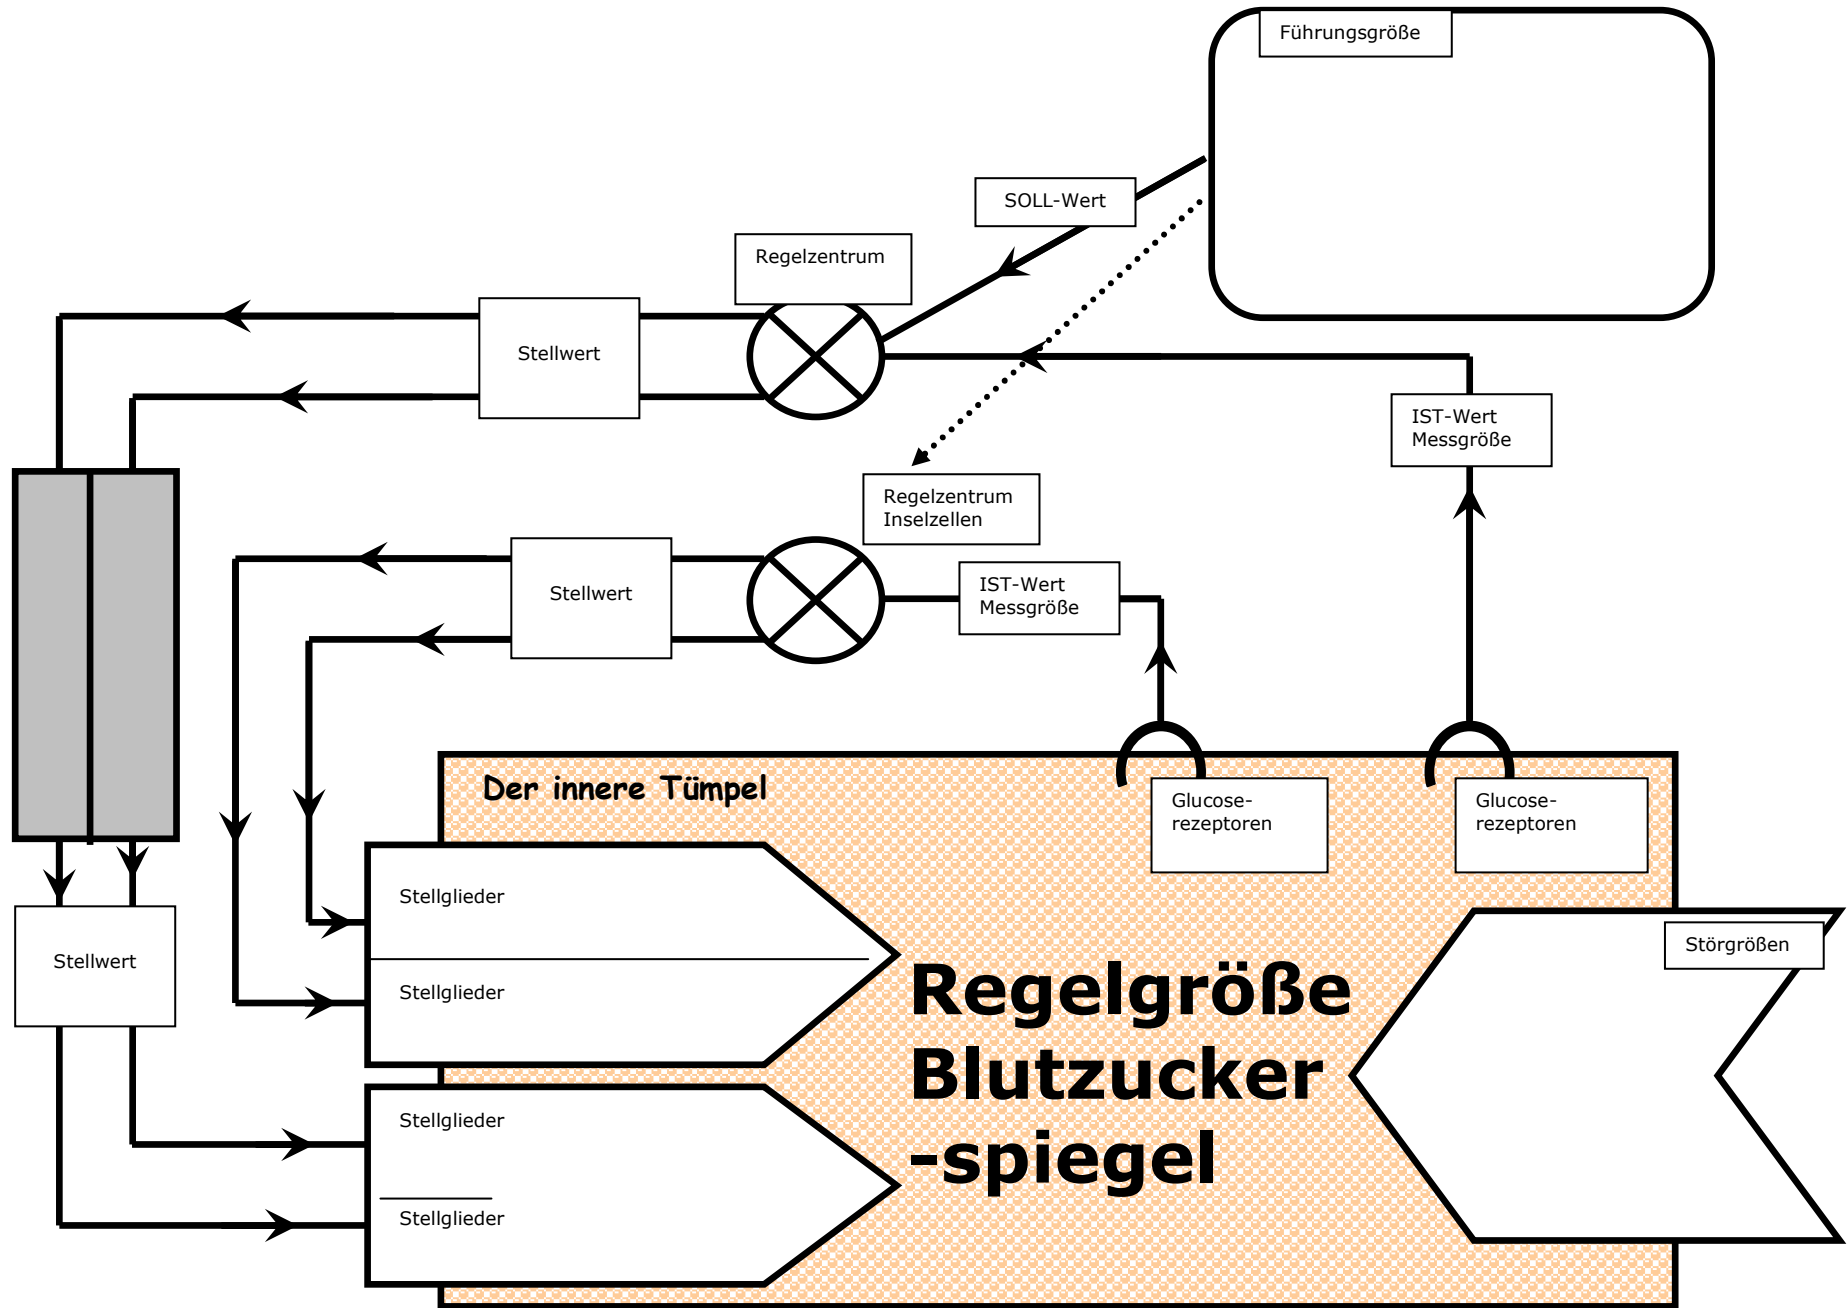 Führungsgröße
SOLL-Wert
Regelzentrum
Stellwert
IST-Wert
Messgröße
Regelzentrum
Inselzellen
Stellwert
IST-Wert
Messgröße
Der innere Tümpel
Glucose-
rezeptoren
Glucose-
rezeptoren
Stellglieder
Stellglieder
Stellwert
Störgrößen
Regelgröße
Blutzucker
-spiegel
Stellglieder
Stellglieder